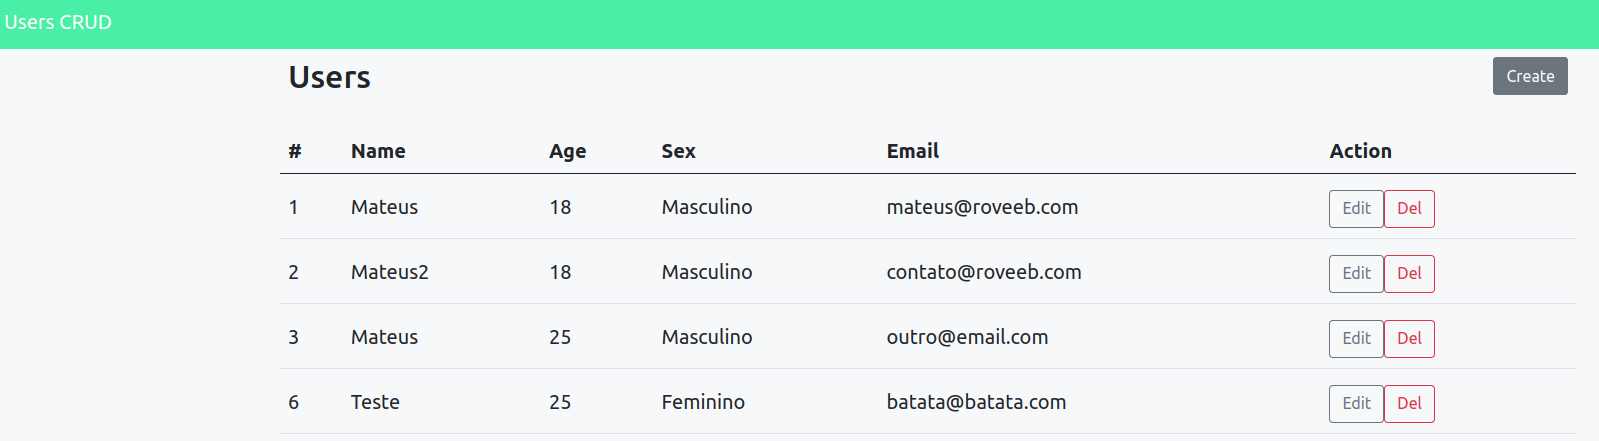 Users CRUD
Users Create
# Name Age Sex Email Action
1 Mateus 18 Masculino mateus@roveeb.com Edit Del
2 Mateus2 18 Masculino contato@roveeb.com Edit Del
3 Mateus 25 Masculino outro@email.com Edit Del
6 Teste 25 Feminino batata@batata.com Edit Del